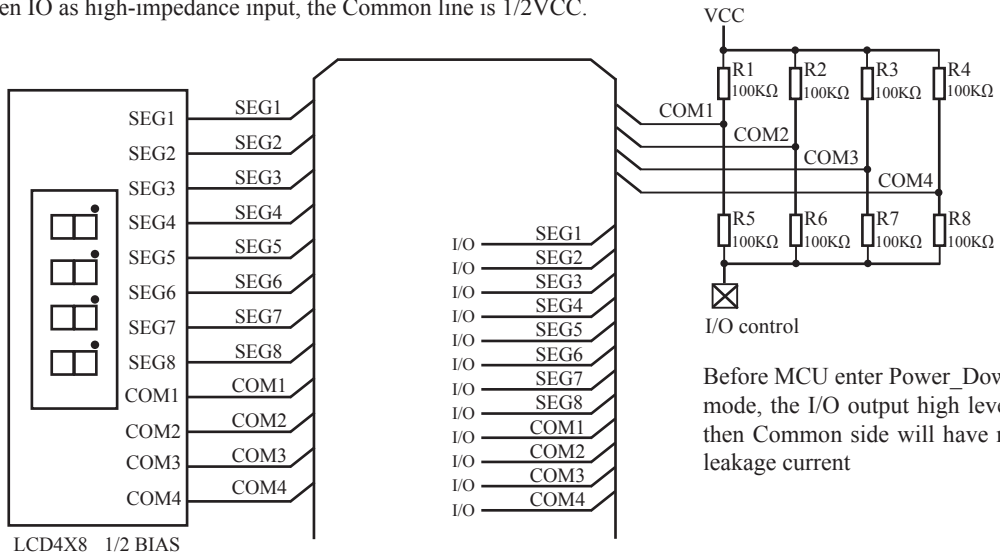 IO as high-impedance input, the Common line is 1/2VCC.
VCC
R1 R2 R3 R4
100KΩ 100KΩ 100KΩ 100KΩ
COM1
COM2
COM3
COM4
R5 R6 R7 R8
100KΩ 100KΩ 100KΩ 100KΩ
I/O control
Before MCU enter
mode, the I/O output high
then Common side will have
leakage current
SEG1 SEG1
SEG2 SEG2
SEG3 SEG3
SEG4 SEG4
SEG5 SEG5
SEG6 SEG6
SEG7 SEG7
SEG8 SEG8
COM1 COM1
COM2 COM2
COM3 COM3
COM4 COM4
I/O SEG1
I/O SEG2
I/O SEG3
I/O SEG4
I/O SEG5
I/O SEG6
I/O SEG7
I/O SEG8
I/O COM1
I/O COM2
I/O COM3
I/O COM4
LCD4X8 1/2 BIAS